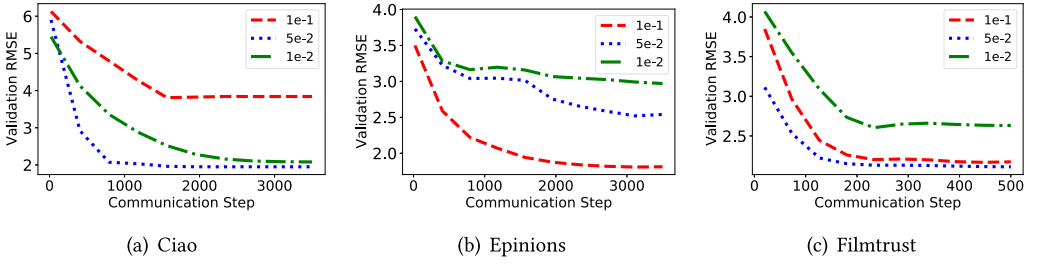 6
5
4
3
2
Validation RMSE
0
1000
2000
3000
Communication Step
1e-1
5e-2
1e-2
(a) Ciao
4.0
3.5
3.0
2.5
2.0
Validation RMSE
0
1000
2000
3000
Communication Step
1e-1
5e-2
1e-2
(b) Epinions
4.0
3.5
3.0
2.5
Validation RMSE
0
100
200
300
400
500
Communication Step
1e-1
5e-2
1e-2
(c) Filmtrust